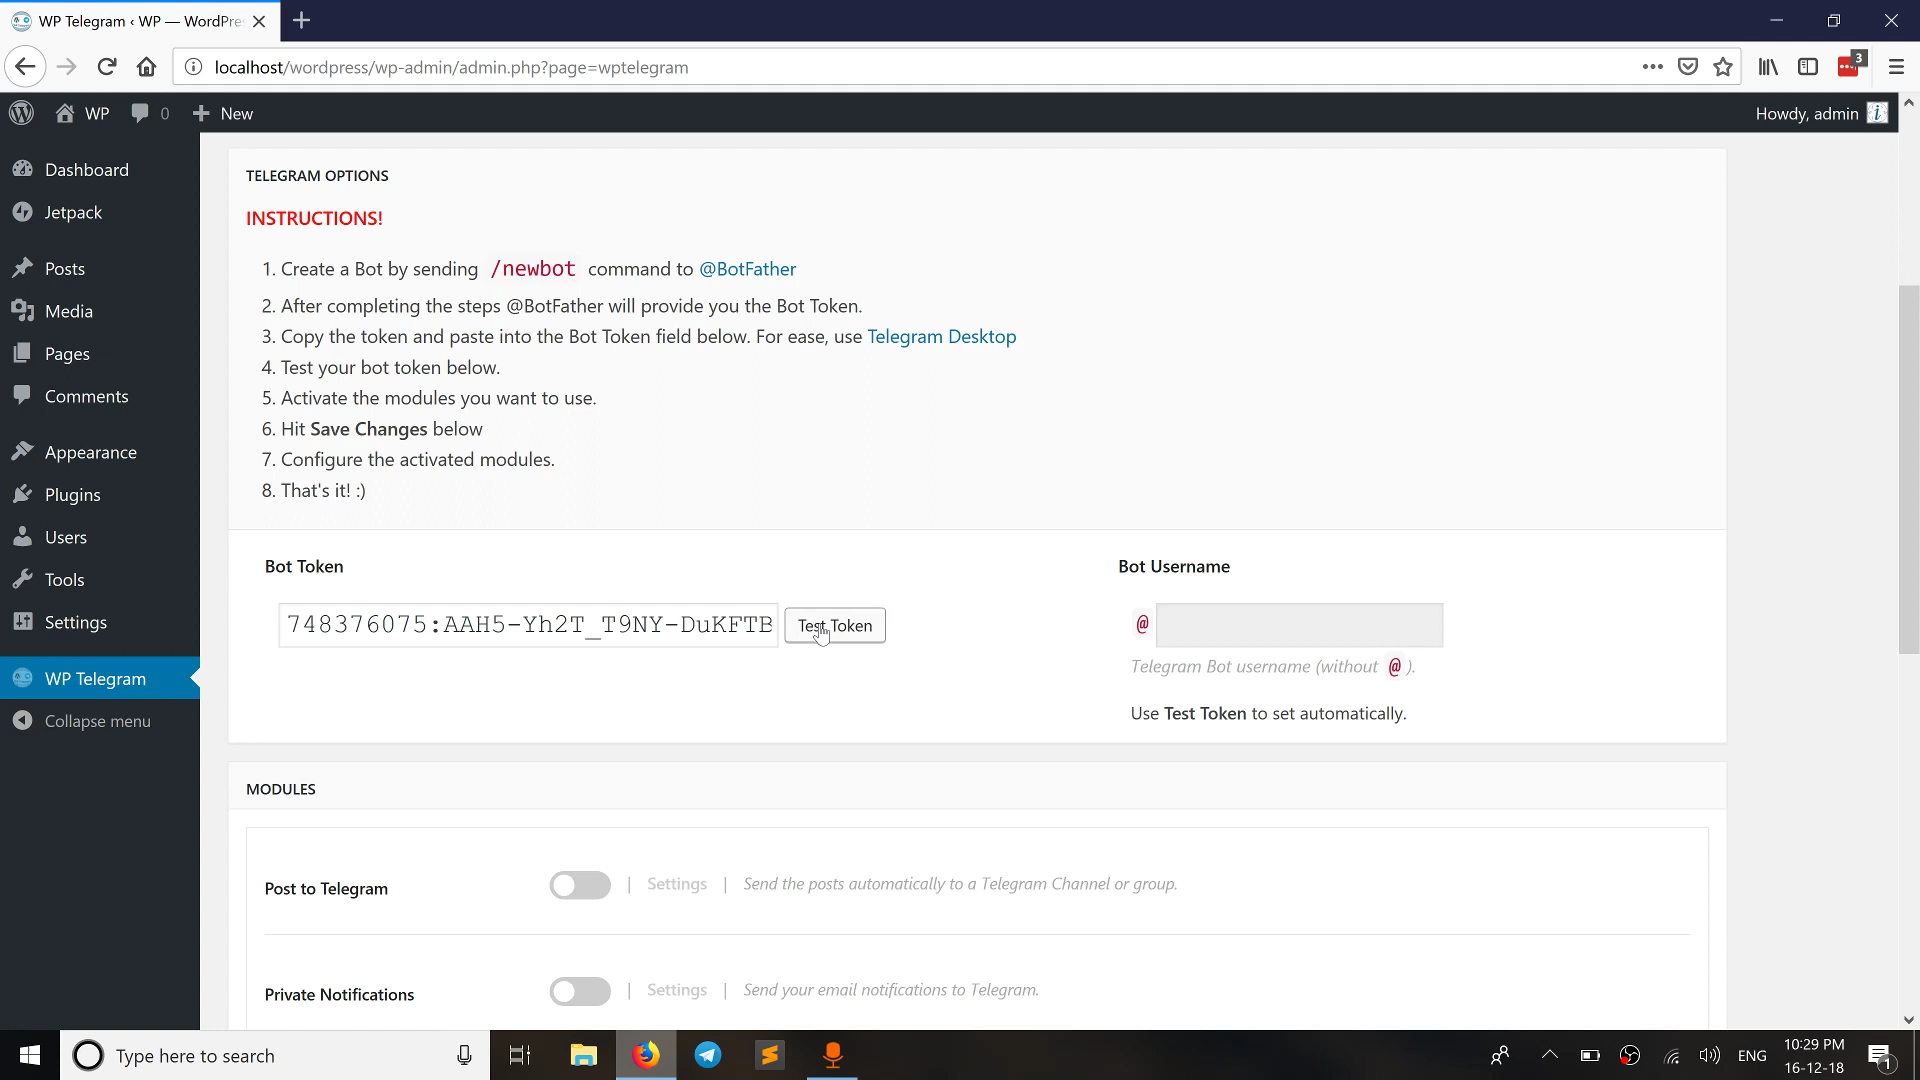 WP Telegram ‹ WP — WordPre
localhost/wordpress/wp-admin/admin.php?page=wptelegram
3
WP
0
New
Howdy, admin
Dashboard
Jetpack
Posts
Media
Pages
Comments
Appearance
Plugins
Users
Tools
Settings
WP Telegram
Collapse menu
TELEGRAM OPTIONS
INSTRUCTIONS!
1. Create a Bot by sending /newbot command to @BotFather
2. After completing the steps @BotFather will provide you the Bot Token.
3. Copy the token and paste into the Bot Token field below. For ease, use Telegram Desktop
4. Test your bot token below.
5. Activate the modules you want to use.
6. Hit Save Changes below
7. Configure the activated modules.
8. That's it! :)
Bot Token
748376075:AAH5-Yh2T_T9NY-DuKFTB
Test Token
Bot Username
@
Telegram Bot username (without @ ).
Use Test Token to set automatically.
MODULES
Post to Telegram | Settings | Send the posts automatically to a Telegram Channel or group.
Private Notifications | Settings | Send your email notifications to Telegram.
Type here to search
ENG
10:29 PM
16-12-18
1